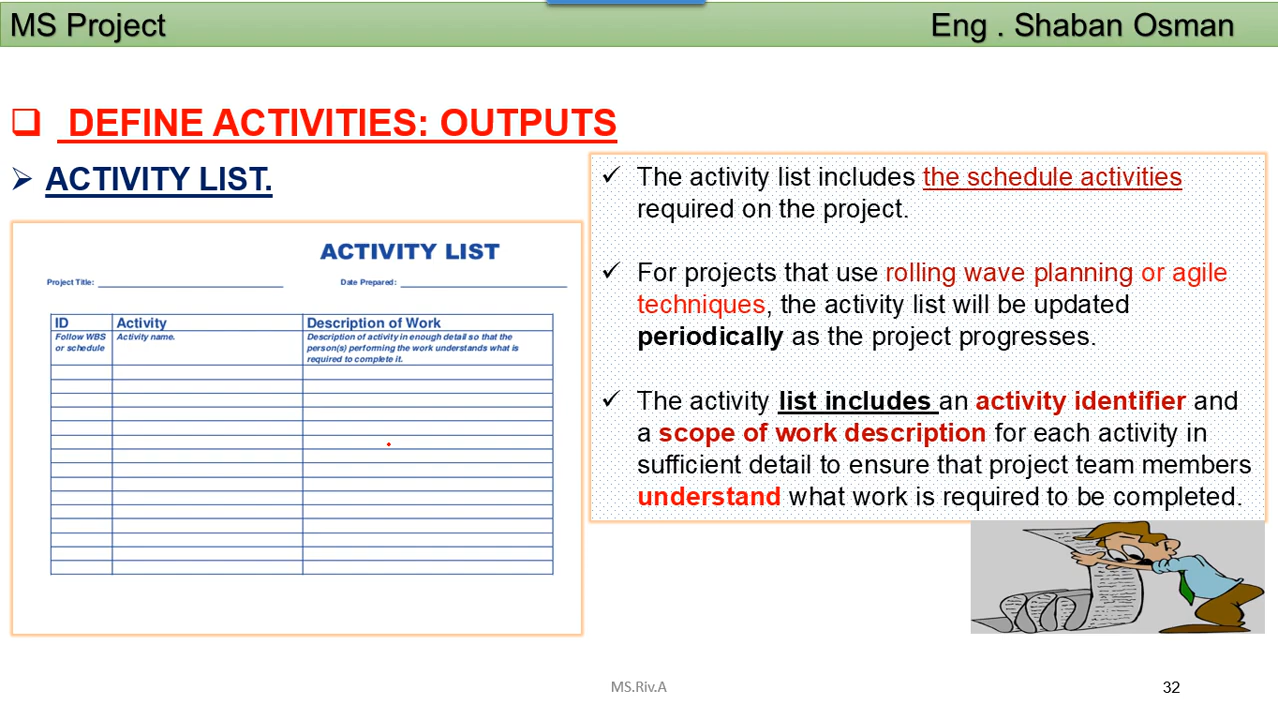 MS Project
Eng . Shaban Osman
DEFINE ACTIVITIES: OUTPUTS
ACTIVITY LIST.
ACTIVITY LIST
Project Title:
Date Prepared:
ID
Activity
Description of Work
Follow WBS
or schedule
Activity name.
Description of activity in enough detail so that the
person(s) performing the work understands what is
required to complete it.
The activity list includes the schedule activities
required on the project.
For projects that use rolling wave planning or agile
techniques, the activity list will be updated
periodically as the project progresses.
The activity list includes an activity identifier and
a scope of work description for each activity in
sufficient detail to ensure that project team members
understand what work is required to be completed.
MS.Riv.A
32